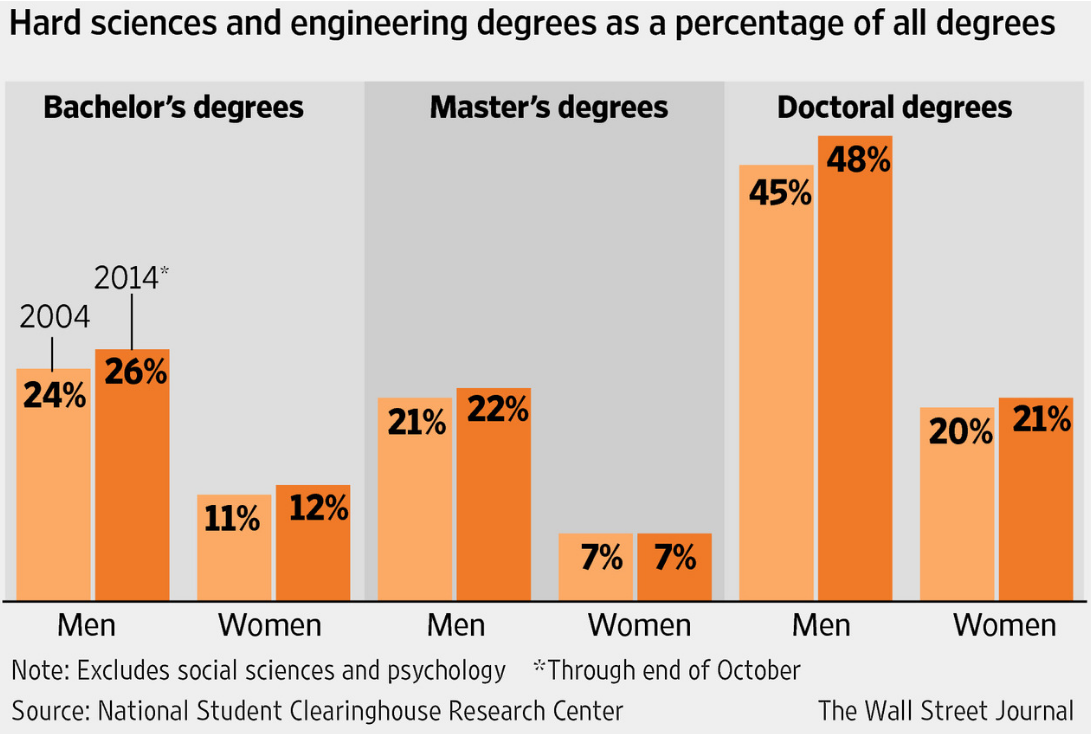 Hard sciences and engineering degrees as a percentage of all degrees
Bachelor's degrees
2004
2014*
24%
26%
11%
12%
Men
Women
Master's degrees
21%
22%
7%
7%
Men
Women
Doctoral degrees
45%
48%
20%
21%
Men
Women
Note: Excludes social sciences and psychology *Through end of October
Source: National Student Clearinghouse Research Center
The Wall Street Journal